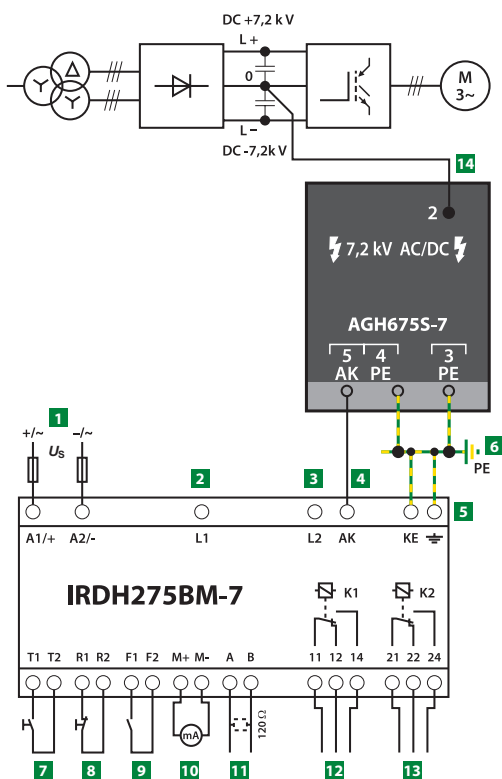 DC +7,2 k V
L +
0
L –
DC -7,2k V
M
3~
14
2
7,2 kV AC/DC
AGH675S-7
5 4 3
AK PE PE
1
+/~ US –/~
2 3 4 6
PE
5
A1/+ A2/- L1 L2 AK KE
IRDH275BM-7
K1 K2
T1 T2 R1 R2 F1 F2 M+ M- A B 11 12 14 21 22 24
mA
120 Ω
7 8 9 10 11 12 13